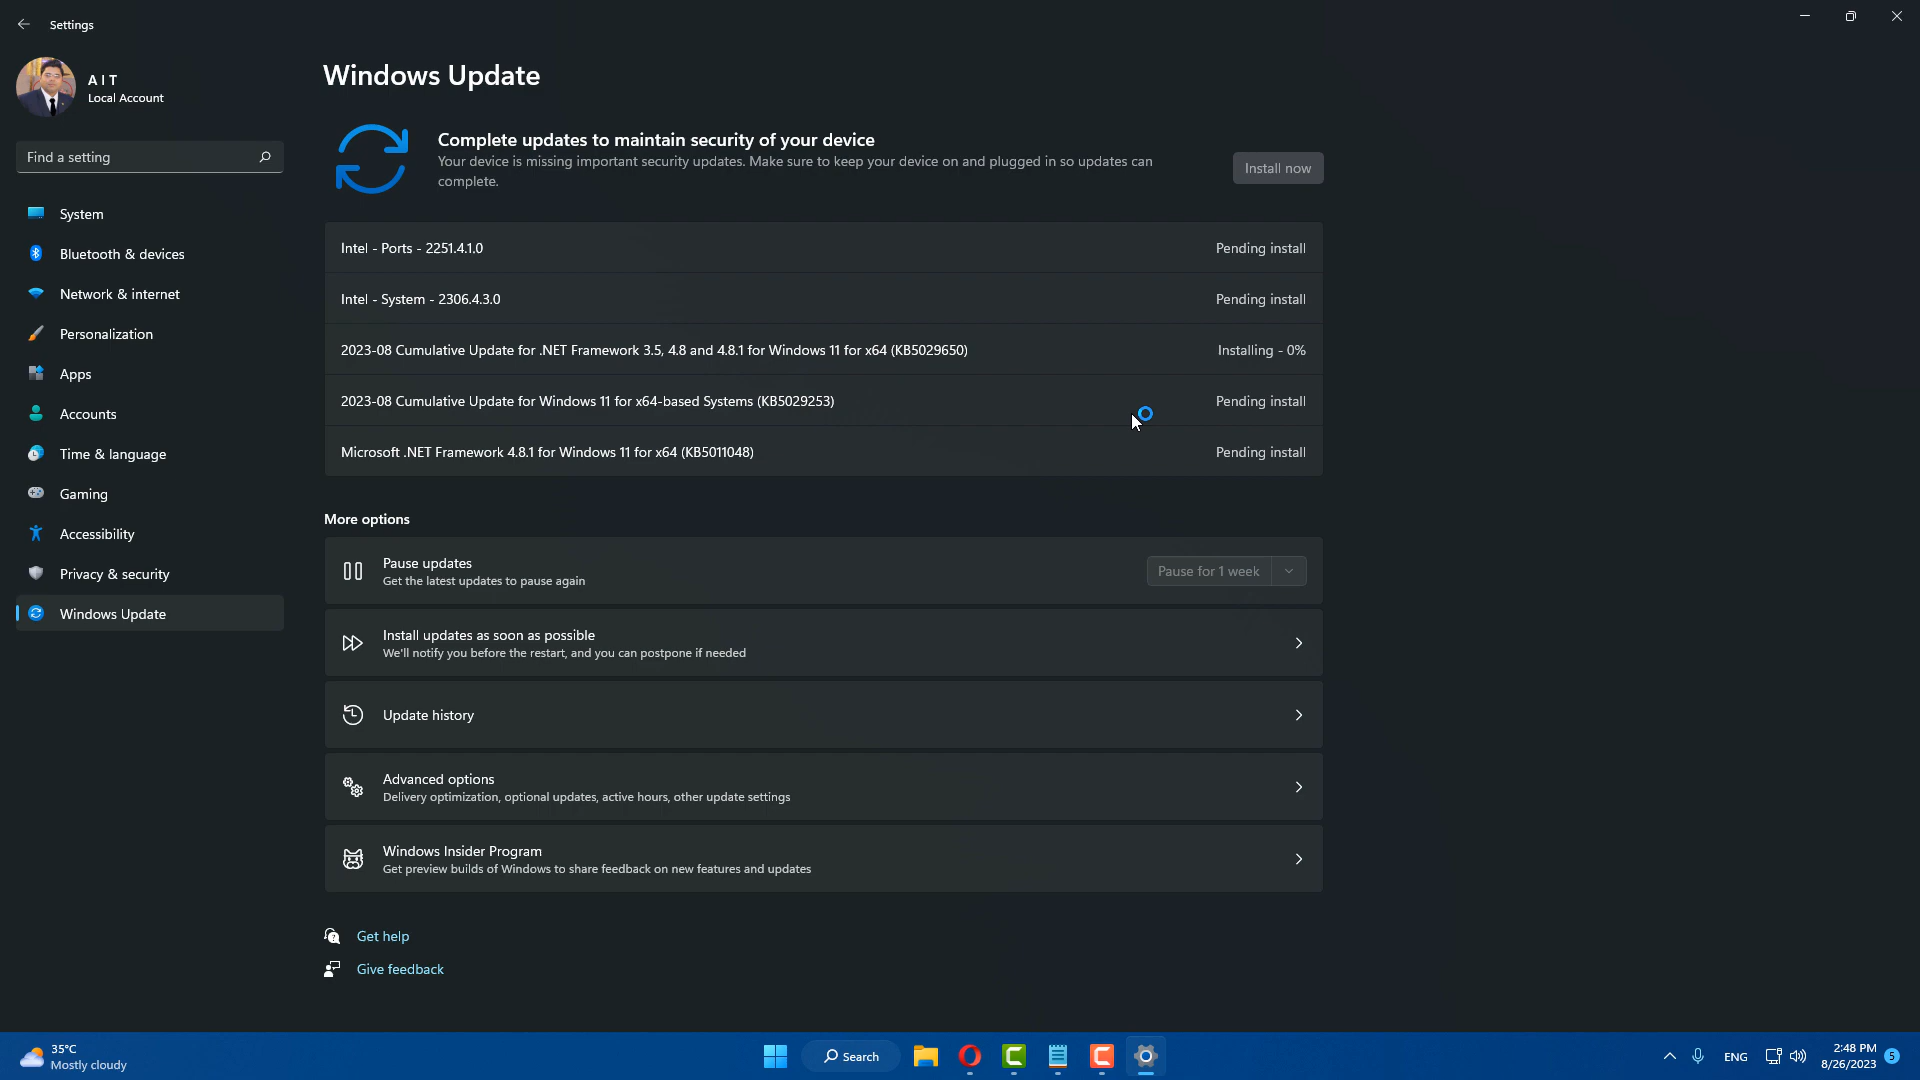 Settings
A I T
Local Account
Find a setting
System
Bluetooth & devices
Network & internet
Personalization
Apps
Accounts
Time & language
Gaming
Accessibility
Privacy & security
Windows Update
Windows Update
Complete updates to maintain security of your device
Your device is missing important security updates. Make sure to keep your device on and plugged in so updates can
complete.
Install now
Intel - Ports - 2251.4.1.0 Pending install
Intel - System - 2306.4.3.0 Pending install
2023-08 Cumulative Update for .NET Framework 3.5, 4.8 and 4.8.1 for Windows 11 for x64 (KB5029650) Installing - 0%
2023-08 Cumulative Update for Windows 11 for x64-based Systems (KB5029253) Pending install
Microsoft .NET Framework 4.8.1 for Windows 11 for x64 (KB5011048) Pending install
More options
Pause updates
Get the latest updates to pause again
Pause for 1 week
Install updates as soon as possible
We'll notify you before the restart, and you can postpone if needed
Update history
Advanced options
Delivery optimization, optional updates, active hours, other update settings
Windows Insider Program
Get preview builds of Windows to share feedback on new features and updates
Get help
Give feedback
35°C
Mostly cloudy
Search
ENG
2:48 PM
8/26/2023
5